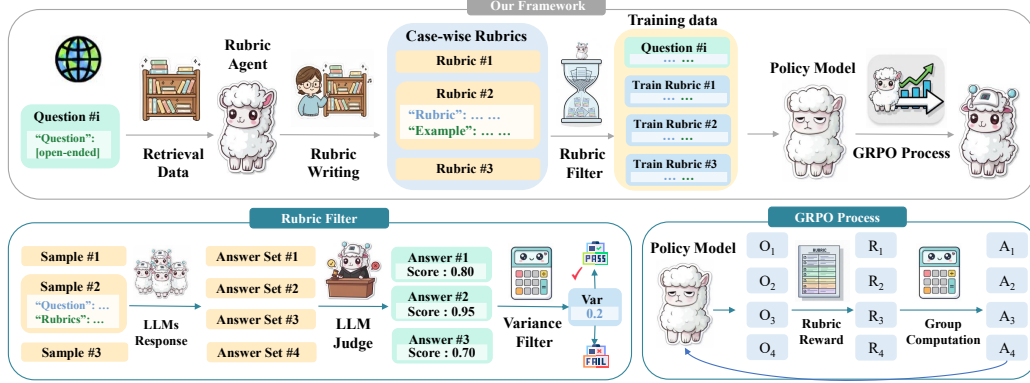 Our Framework
Question #i
“Question”:
[open-ended]
Retrieval
Data
Rubric
Agent
Rubric
Writing
Case-wise Rubrics
Rubric #1
Rubric #2
“Rubric”: ... ...
“Example”: ... ...
Rubric #3
Rubric
Filter
Training data
Question #i
... ...
Train Rubric #1
... ...
Train Rubric #2
... ...
Train Rubric #3
... ...
Policy Model
GRPO Process
Rubric Filter
Sample #1
Sample #2
“Question”: ...
“Rubrics”: ...
Sample #3
LLMs
Response
Answer Set #1
Answer Set #2
Answer Set #3
Answer Set #4
LLM
Judge
Answer #1
Score : 0.80
Answer #2
Score : 0.95
Answer #3
Score : 0.70
Variance
Filter
PASS
Var
0.2
FAIL
GRPO Process
Policy Model
O1
O2
O3
O4
RUBRIC
Rubric
Reward
R1
R2
R3
R4
Group
Computation
A1
A2
A3
A4